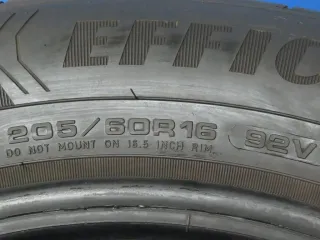 EFFIC
205/60R16 92V
DO NOT MOUNT ON 16.5 INCH RIM